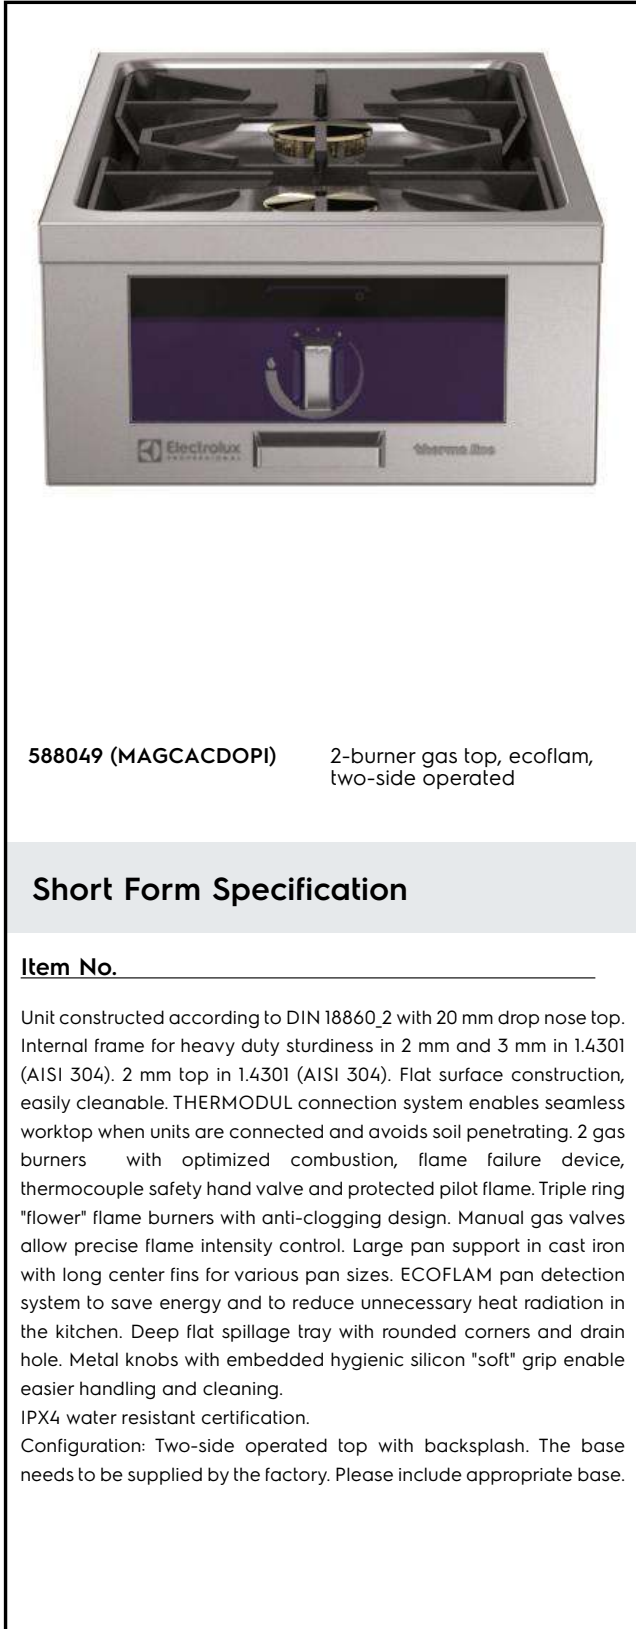 Electrolux
PROFESSIONAL
therma line
588049 (MAGCACDOPI)
2-burner gas top, ecoflam,
two-side operated
Short Form Specification
Item No.
Unit constructed according to DIN 18860_2 with 20 mm drop nose top.
Internal frame for heavy duty sturdiness in 2 mm and 3 mm in 1.4301
(AISI 304). 2 mm top in 1.4301 (AISI 304). Flat surface construction,
easily cleanable. THERMODUL connection system enables seamless
worktop when units are connected and avoids soil penetrating. 2 gas
burners with optimized combustion, flame failure device,
thermocouple safety hand valve and protected pilot flame. Triple ring
"flower" flame burners with anti-clogging design. Manual gas valves
allow precise flame intensity control. Large pan support in cast iron
with long center fins for various pan sizes. ECOFLAM pan detection
system to save energy and to reduce unnecessary heat radiation in
the kitchen. Deep flat spillage tray with rounded corners and drain
hole. Metal knobs with embedded hygienic silicon "soft" grip enable
easier handling and cleaning.
IPX4 water resistant certification.
Configuration: Two-side operated top with backsplash. The base
needs to be supplied by the factory. Please include appropriate base.